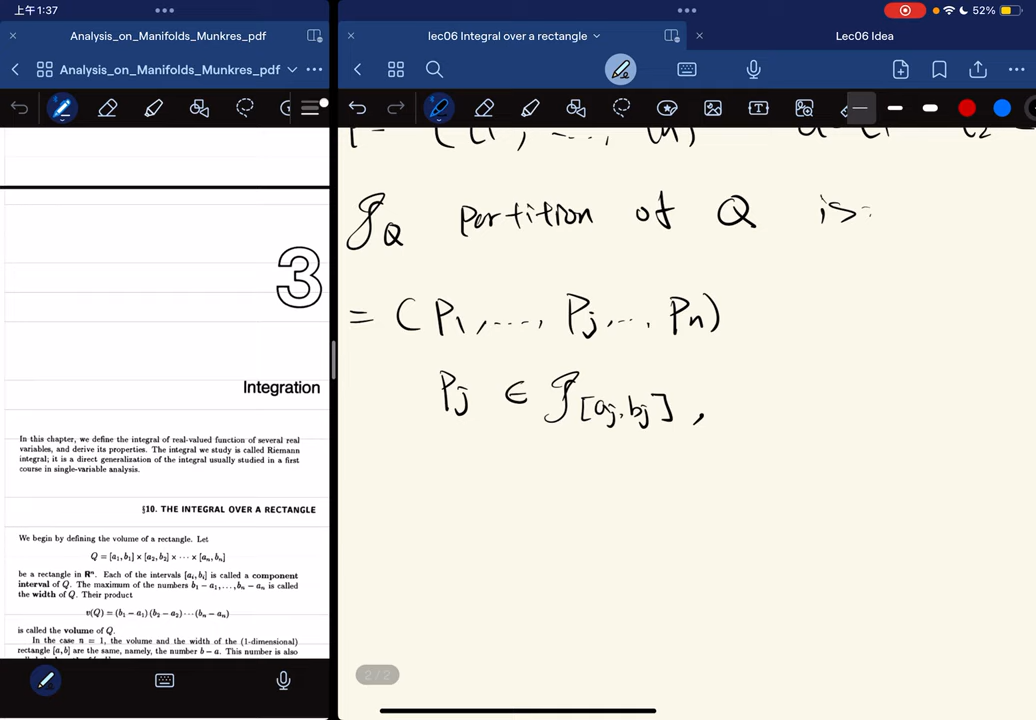 上午1:37
52%
Analysis_on_Manifolds_Munkres_pdf
lec06 Integral over a rectangle
Lec06 Idea
Analysis_on_Manifolds_Munkres_pdf
3
Integration
In this chapter, we define the integral of real-valued function of several real
variables, and derive its properties. The integral we study is called Riemann
integral; it is a direct generalization of the integral usually studied in a first
course in single-variable analysis.
§10. THE INTEGRAL OVER A RECTANGLE
We begin by defining the volume of a rectangle. Let
Q = [a₁, b₁] × [a₂, b₂] × ··· × [aₙ, bₙ]
be a rectangle in Rⁿ. Each of the intervals [aᵢ, bᵢ] is called a component
interval of Q. The maximum of the numbers b₁ − a₁, . . . , bₙ − aₙ is called
the width of Q. Their product
v(Q) = (b₁ − a₁)(b₂ − a₂) ··· (bₙ − aₙ)
is called the volume of Q.
In the case n = 1, the volume and the width of the (1-dimensional)
rectangle [a, b] are the same, namely, the number b − a. This number is also
𝒫_Q partition of Q is:
= (P₁, ..., Pⱼ, ..., Pₙ)
Pⱼ ∈ 𝒫_[aⱼ, bⱼ] ,
2 / 2